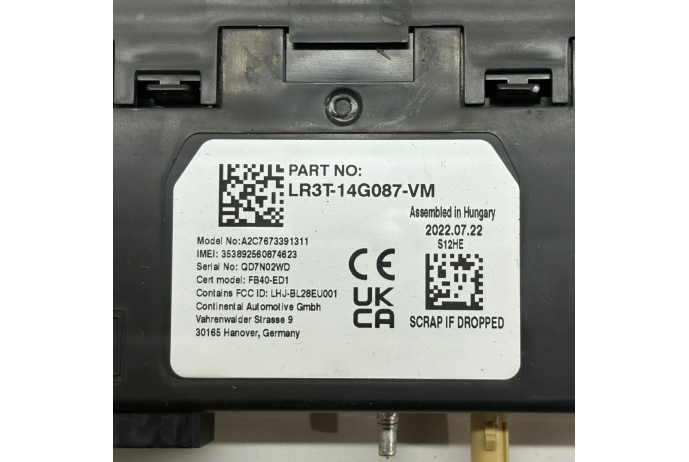 PART NO:
LR3T-14G087-VM
Assembled in Hungary
2022.07.22
S12HE
Model No:A2C7673391311
IMEI: 353892560874623
Serial No: QD7N02WD
Cert model: FB40-ED1
Contains FCC ID: LHJ-BL28EU001
Continental Automotive GmbH
Vahrenwalder Strasse 9
30165 Hanover, Germany
CE
UK
CA
SCRAP IF DROPPED